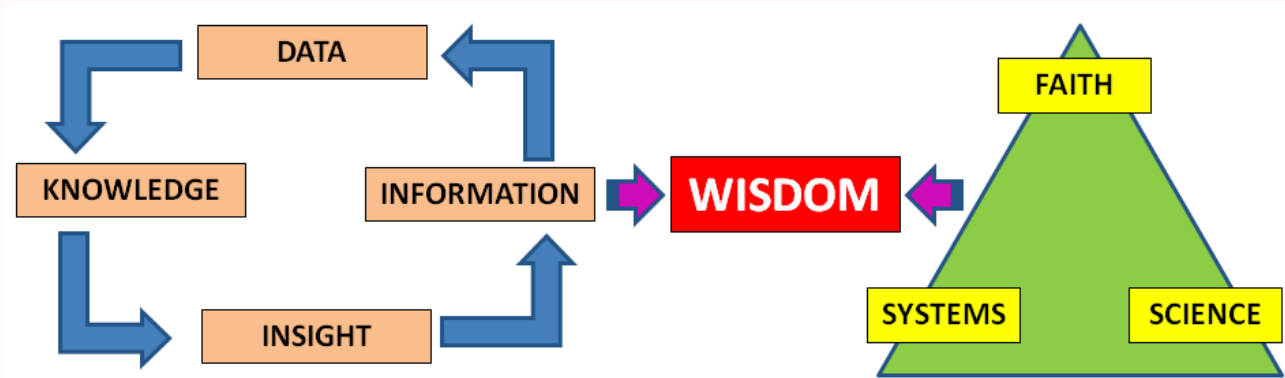 DATA
FAITH
KNOWLEDGE
INFORMATION
WISDOM
INSIGHT
SYSTEMS
SCIENCE